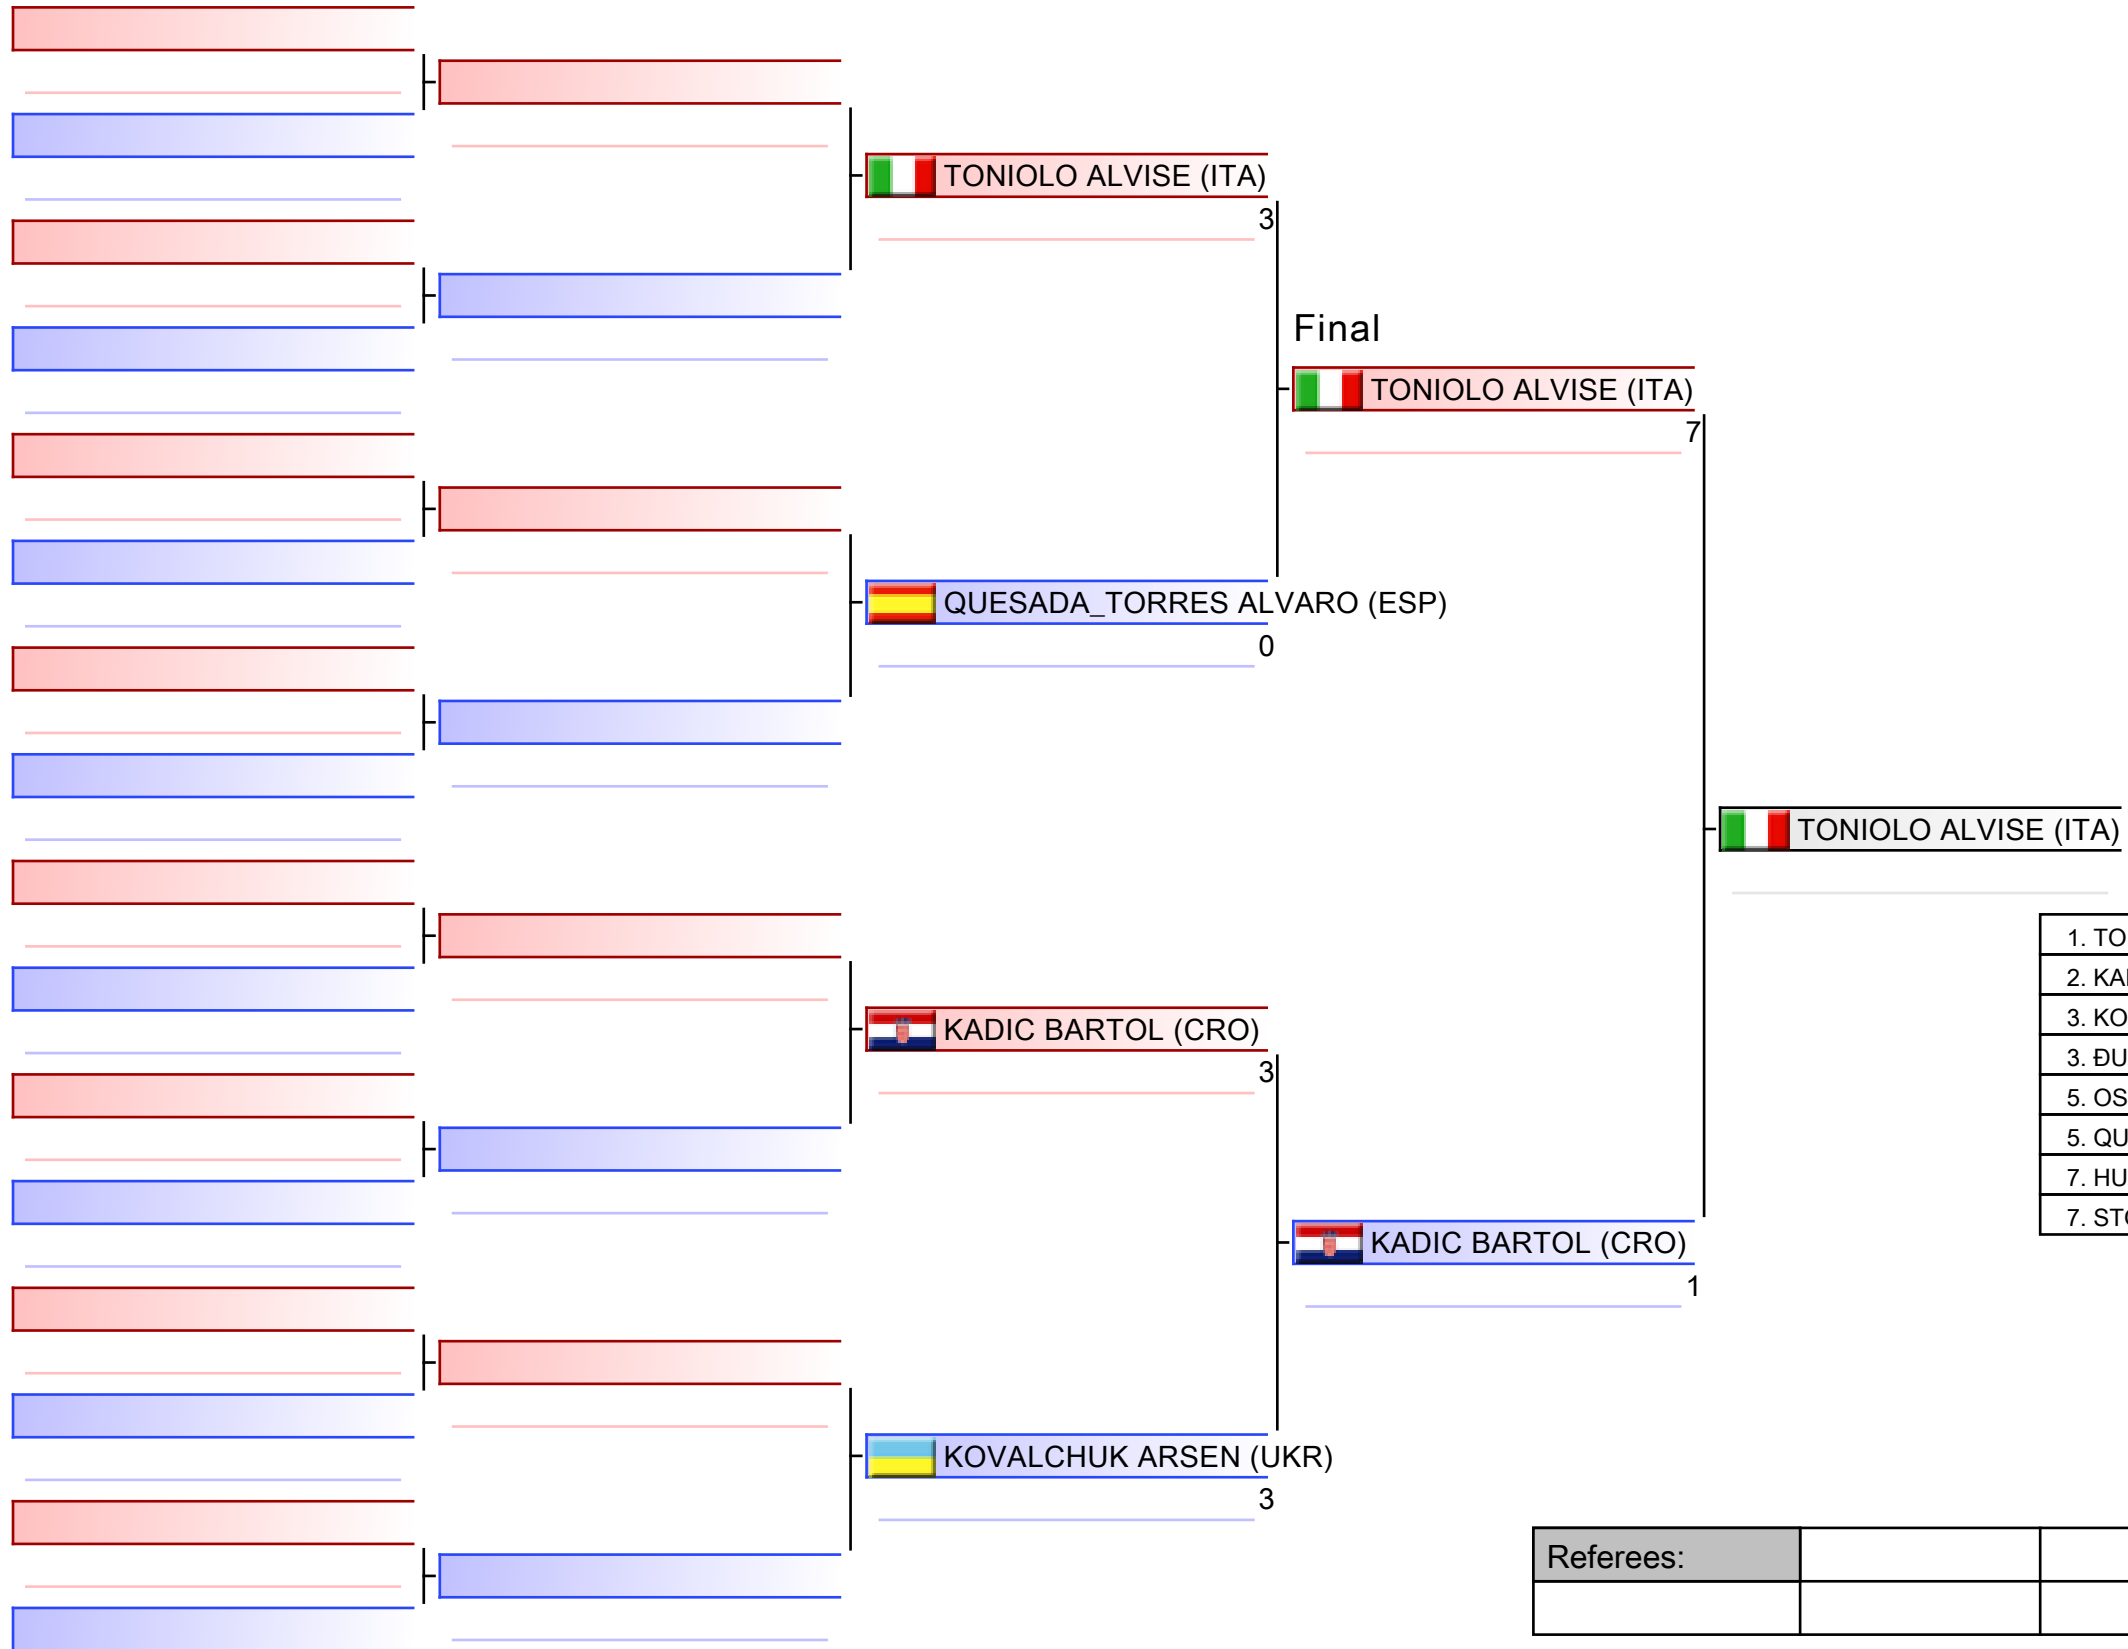 TONIOLO ALVISE (ITA)
3
Final
TONIOLO ALVISE (ITA)
7
QUESADA_TORRES ALVARO (ESP)
0
TONIOLO ALVISE (ITA)
1. TO
2. KA
3. KO
3. ĐU
5. OS
5. QU
7. HU
7. ST
KADIC BARTOL (CRO)
3
KADIC BARTOL (CRO)
1
KOVALCHUK ARSEN (UKR)
3
Referees: